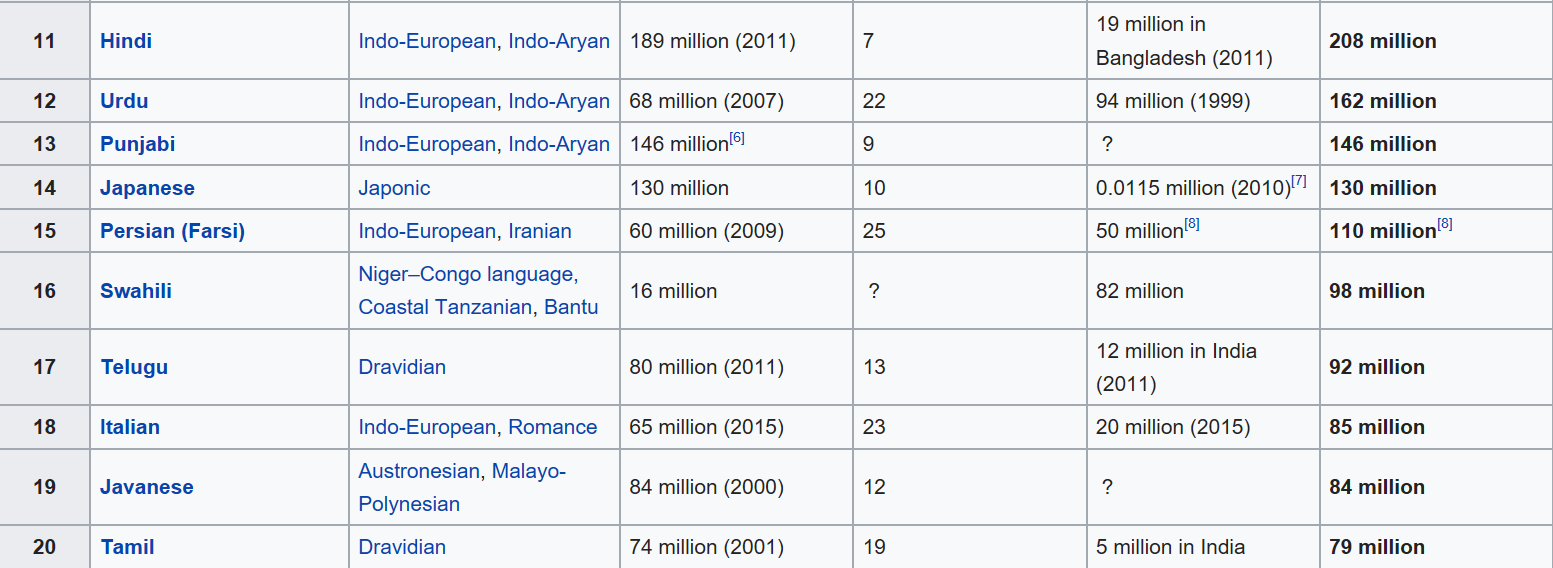 11 Hindi Indo-European, Indo-Aryan 189 million (2011) 7 19 million in
Bangladesh (2011) 208 million
12 Urdu Indo-European, Indo-Aryan 68 million (2007) 22 94 million (1999) 162 million
13 Punjabi Indo-European, Indo-Aryan 146 million[6] 9 ? 146 million
14 Japanese Japonic 130 million 10 0.0115 million (2010)[7] 130 million
15 Persian (Farsi) Indo-European, Iranian 60 million (2009) 25 50 million[8] 110 million[8]
16 Swahili Niger–Congo language,
Coastal Tanzanian, Bantu 16 million ? 82 million 98 million
17 Telugu Dravidian 80 million (2011) 13 12 million in India
(2011) 92 million
18 Italian Indo-European, Romance 65 million (2015) 23 20 million (2015) 85 million
19 Javanese Austronesian, Malayo-
Polynesian 84 million (2000) 12 ? 84 million
20 Tamil Dravidian 74 million (2001) 19 5 million in India 79 million